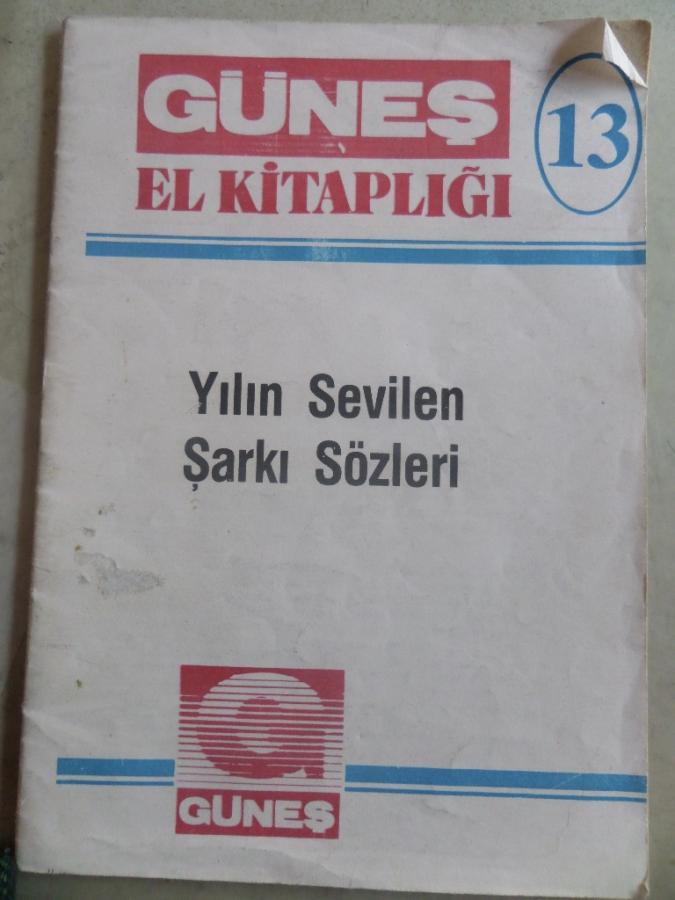 GÜNEŞ
EL KİTAPLIĞI
13
Yılın Sevilen
Şarkı Sözleri
G
GÜNEŞ